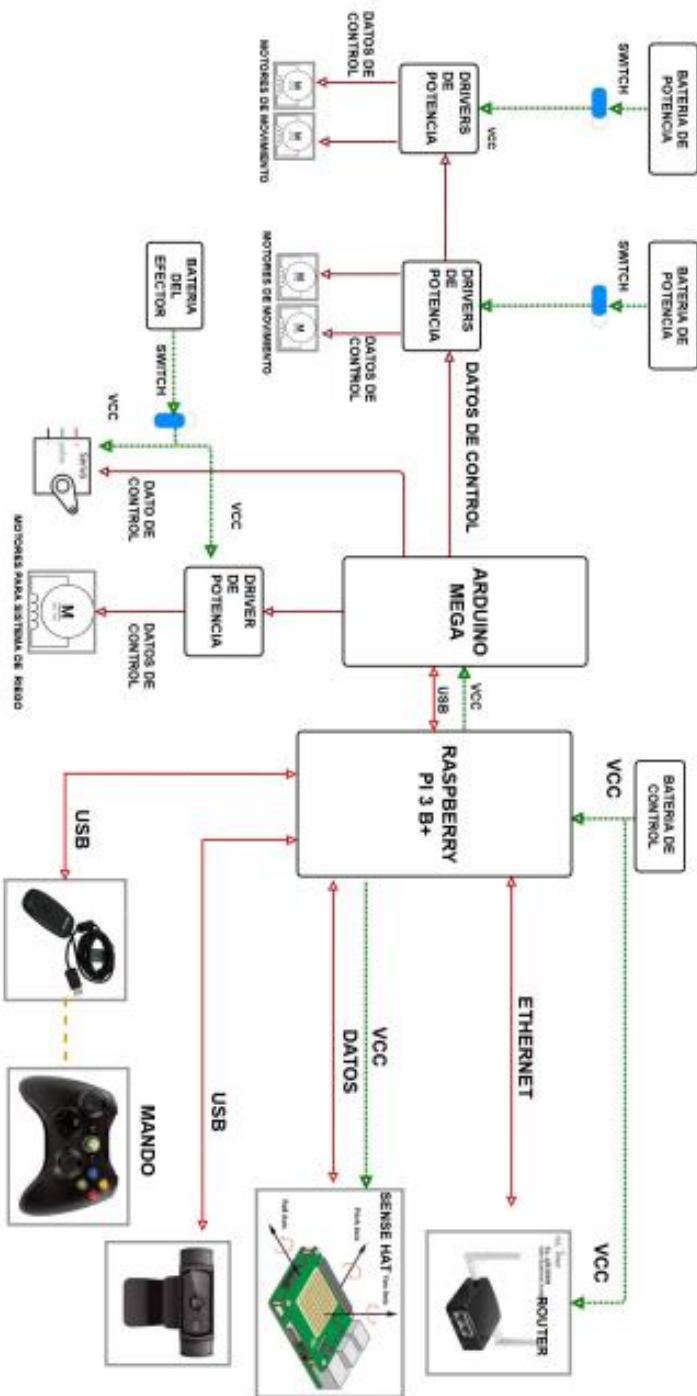 BATERIA DE
POTENCIA
SWITCH
VCC
DRIVERS
DE
POTENCIA
DATOS DE
CONTROL
M
M
MOTORES DE MOVIMIENTO
BATERIA DE
POTENCIA
SWITCH
DRIVERS
DE
POTENCIA
DATOS DE
CONTROL
M
M
MOTORES DE MOVIMIENTO
DATOS DE CONTROL
BATERIA
DEL
EFECTOR
SWITCH
VCC
VCC
Servo
DATO DE
CONTROL
DRIVER
DE
POTENCIA
DATOS DE
CONTROL
M
MOTORES PARA SISTEMA DE RIEGO
ARDUINO
MEGA
VCC
USB
BATERIA DE
CONTROL
VCC
VCC
RASPBERRY
PI 3 B+
ETHERNET
ROUTER
VCC
DATOS
SENSE HAT
USB
USB
MANDO